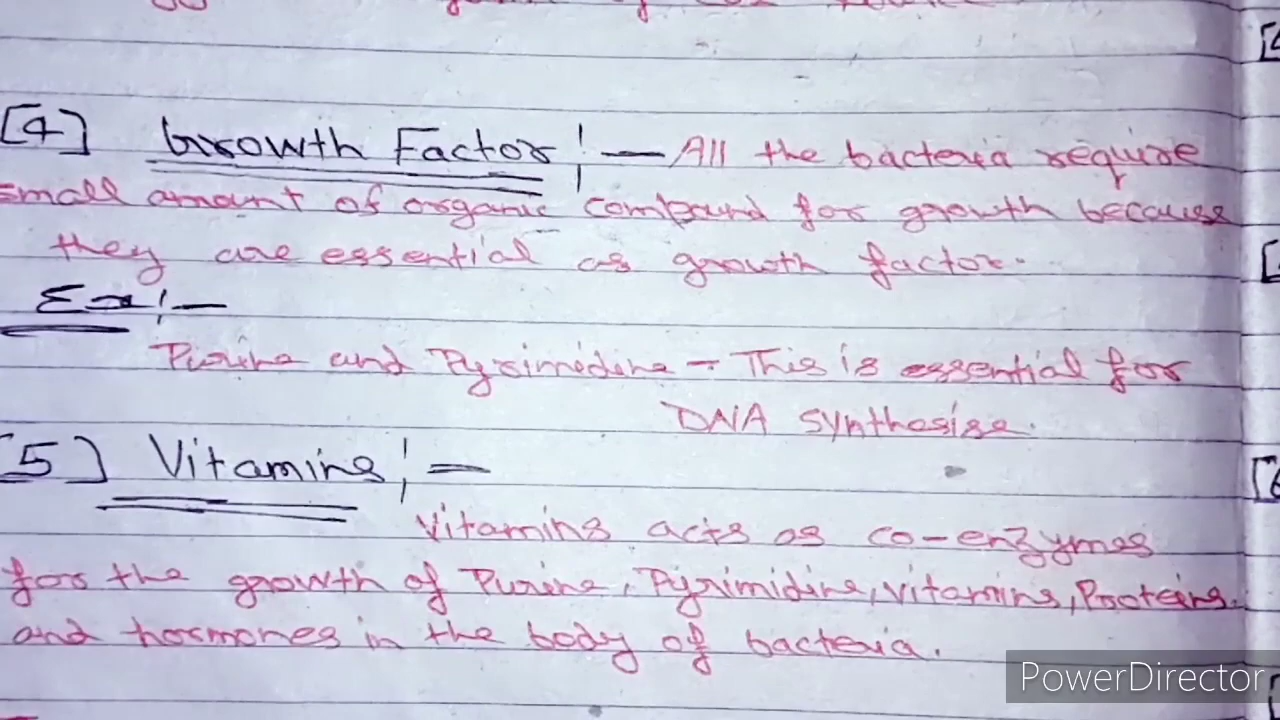 [4] Growth Factor :— All the bacteria require
small amount of organic compound for growth because
they are essential as growth factor.
Ex :—
Purine and Pyrimidine — This is essential for
DNA synthesise.
[5] Vitamins :—
Vitamins acts as co-enzymes
for the growth of Purine, Pyrimidine, Vitamins, Proteins
and hormones in the body of bacteria.
PowerDirector